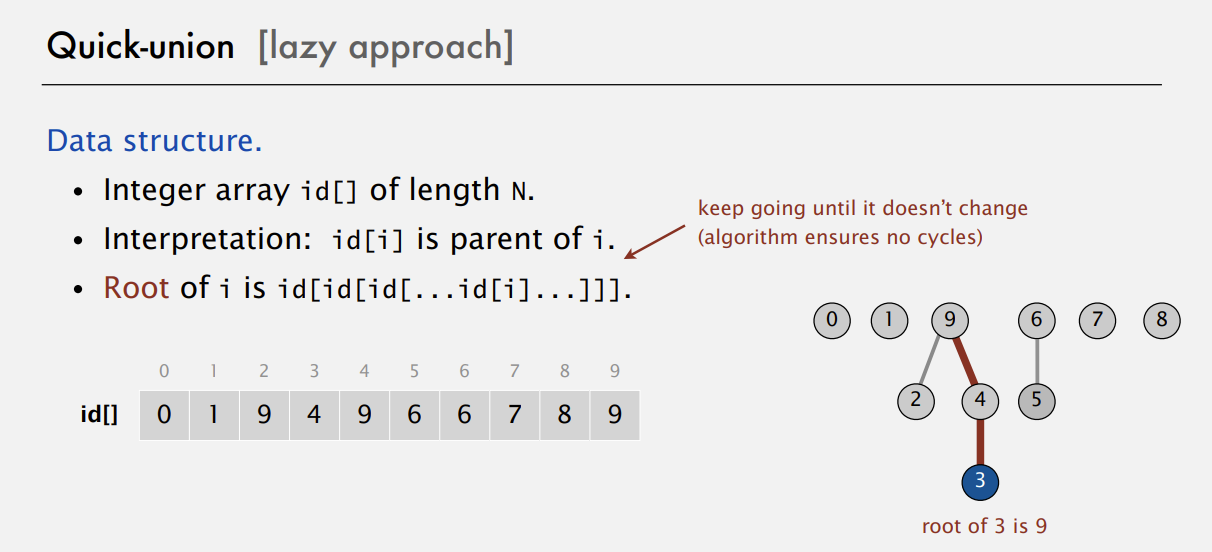 Quick-union [lazy approach]
Data structure.
• Integer array id[] of length N.
• Interpretation: id[i] is parent of i.
• Root of i is id[id[id[...id[i]...]]].
keep going until it doesn’t change
(algorithm ensures no cycles)
0 1 2 3 4 5 6 7 8 9
id[] 0 1 9 4 9 6 6 7 8 9
0 1 9 6 7 8
2 4 5
3
root of 3 is 9